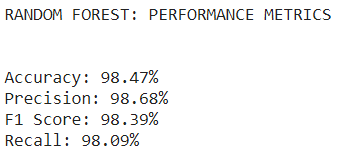 RANDOM FOREST: PERFORMANCE METRICS
Accuracy: 98.47%
Precision: 98.68%
F1 Score: 98.39%
Recall: 98.09%